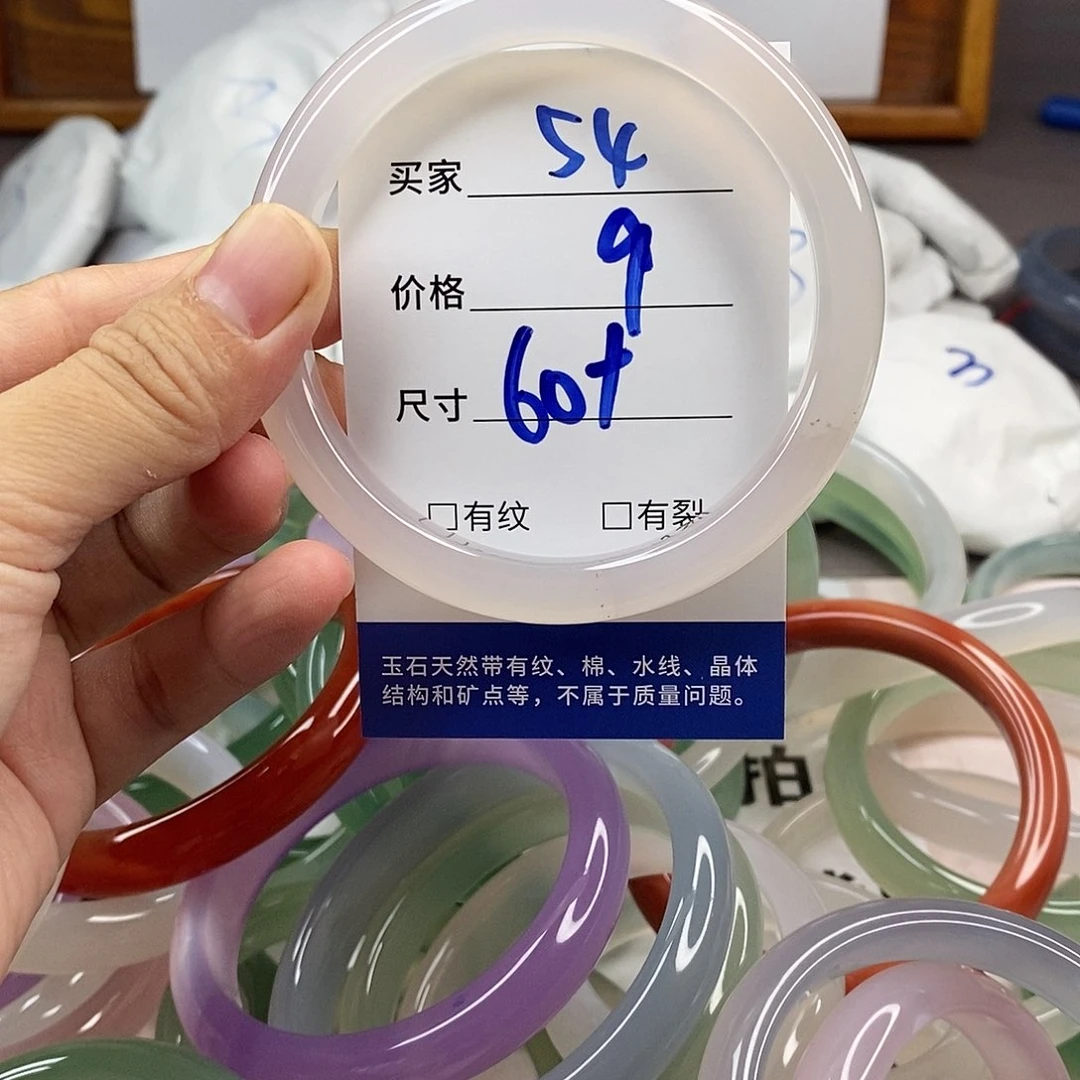 买家 54
价格 9
尺寸 60+
□有纹 □有裂
玉石天然带有纹、棉、水线、晶体
结构和矿点等，不属于质量问题。
拍